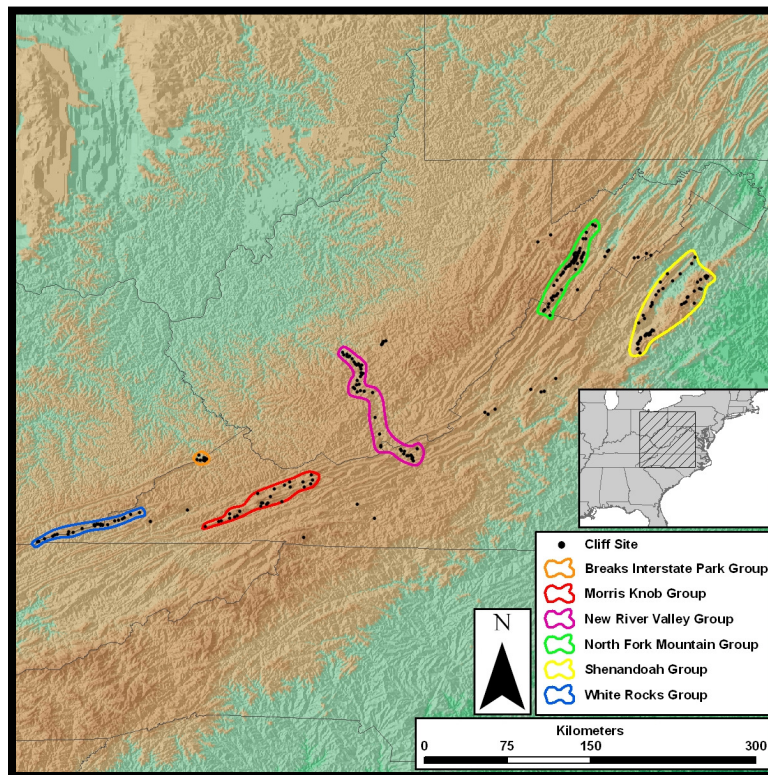 N
Cliff Site
Breaks Interstate Park Group
Morris Knob Group
New River Valley Group
North Fork Mountain Group
Shenandoah Group
White Rocks Group
Kilometers
0 75 150 300